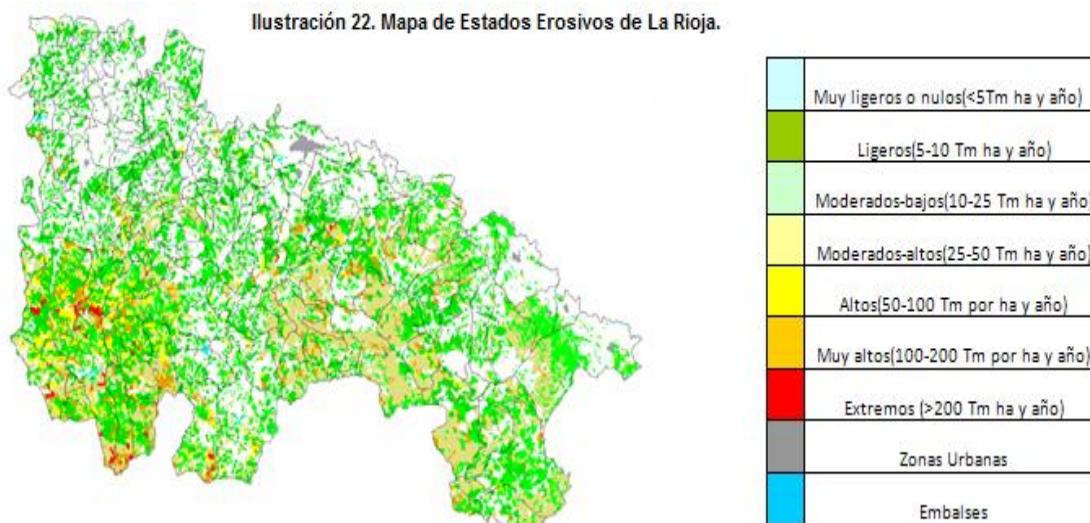 Ilustración 22. Mapa de Estados Erosivos de La Rioja.
Muy ligeros o nulos(<5Tm ha y año)
Ligeros(5-10 Tm ha y año)
Moderados-bajos(10-25 Tm ha y año)
Moderados-altos(25-50 Tm ha y año)
Altos(50-100 Tm por ha y año)
Muy altos(100-200 Tm por ha y año)
Extremos (>200 Tm ha y año)
Zonas Urbanas
Embalses